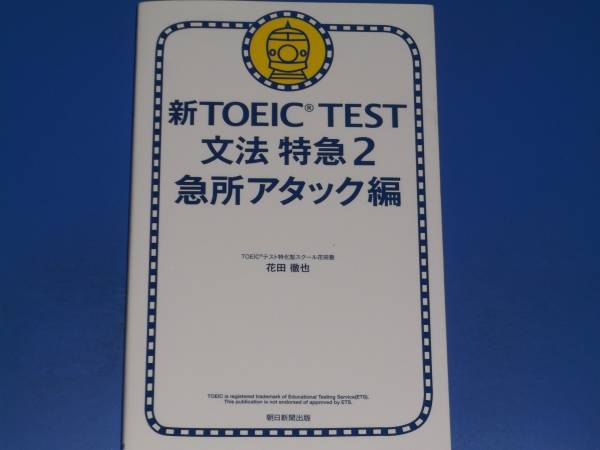 新TOEIC® TEST
文法 特急2
急所アタック編
TOEIC®テスト特化型スクール花田塾
花田 徹也
TOEIC is registered trademark of Educational Testing Service(ETS).
This publication is not endorsed of approved by ETS.
朝日新聞出版